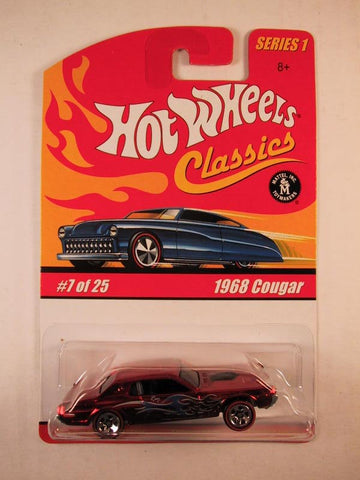 SERIES 1
8+
HOT WHEELS
Classics
MATTEL, INC.
M
TOYMAKERS
#7 of 25
1968 Cougar